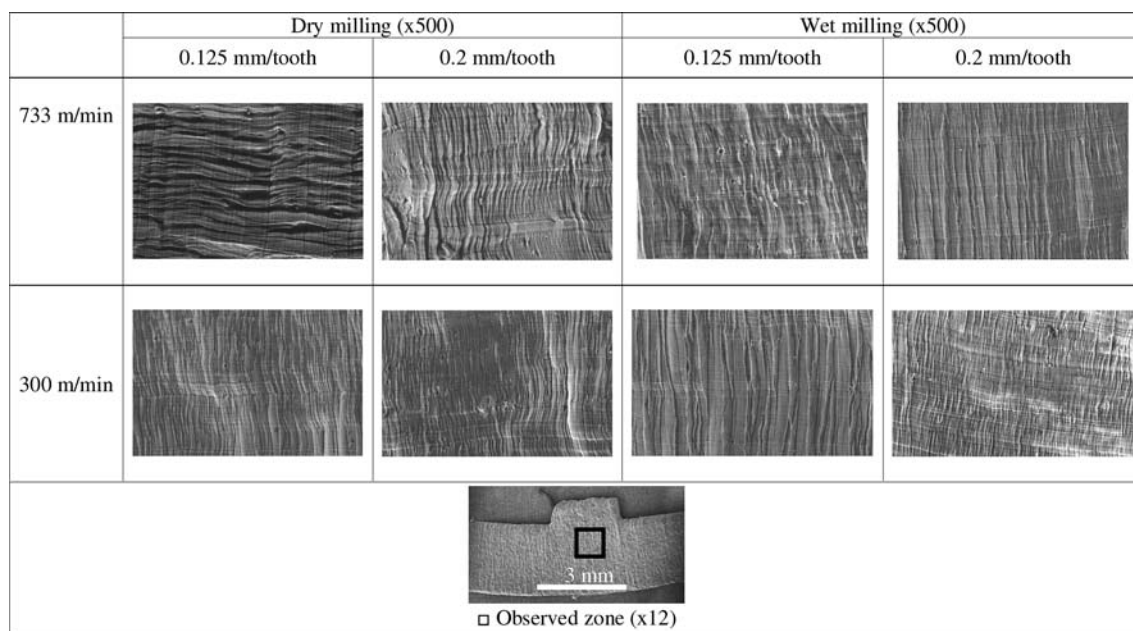 Dry milling (x500) Wet milling (x500)
0.125 mm/tooth 0.2 mm/tooth 0.125 mm/tooth 0.2 mm/tooth
733 m/min
300 m/min
3 mm
Observed zone (x12)